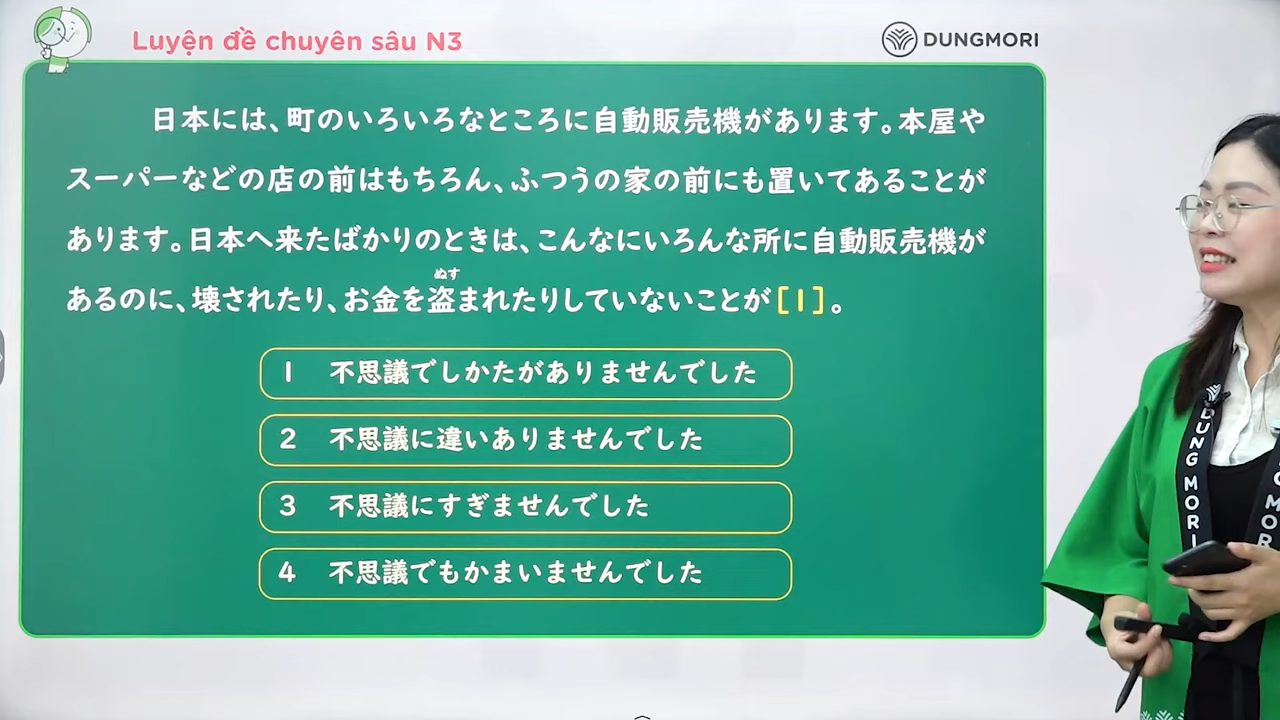 Luyện đề chuyên sâu N3
DUNGMORI
日本には、町のいろいろなところに自動販売機があります。本屋や
スーパーなどの店の前はもちろん、ふつうの家の前にも置いてあることが
あります。日本へ来たばかりのときは、こんなにいろんな所に自動販売機が
ぬす
あるのに、壊されたり、お金を盗まれたりしていないことが[1]。
1 不思議でしかたがありませんでした
2 不思議に違いありませんでした
3 不思議にすぎませんでした
4 不思議でもかまいませんでした
DUNG MORI
DUNG MOR